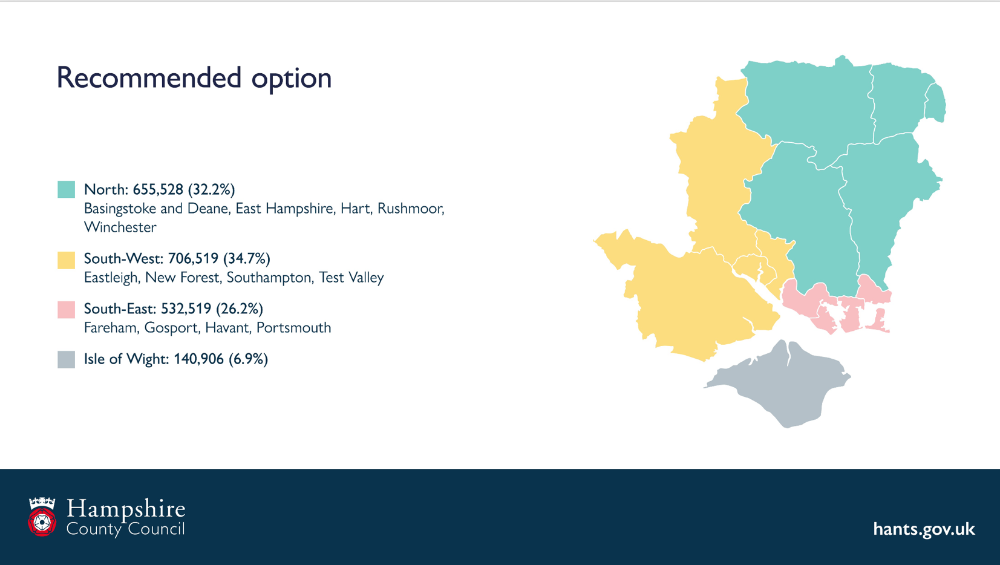 Recommended option
North: 655,528 (32.2%)
Basingstoke and Deane, East Hampshire, Hart, Rushmoor,
Winchester
South-West: 706,519 (34.7%)
Eastleigh, New Forest, Southampton, Test Valley
South-East: 532,519 (26.2%)
Fareham, Gosport, Havant, Portsmouth
Isle of Wight: 140,906 (6.9%)
Hampshire
County Council
hants.gov.uk